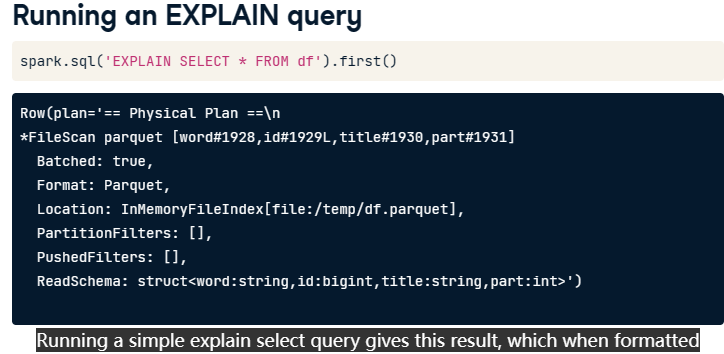 Running an EXPLAIN query
spark.sql('EXPLAIN SELECT * FROM df').first()
Row(plan='== Physical Plan ==\n
*FileScan parquet [word#1928,id#1929L,title#1930,part#1931]
Batched: true,
Format: Parquet,
Location: InMemoryFileIndex[file:/temp/df.parquet],
PartitionFilters: [],
PushedFilters: [],
ReadSchema: struct<word:string,id:bigint,title:string,part:int>')
Running a simple explain select query gives this result, which when formatted